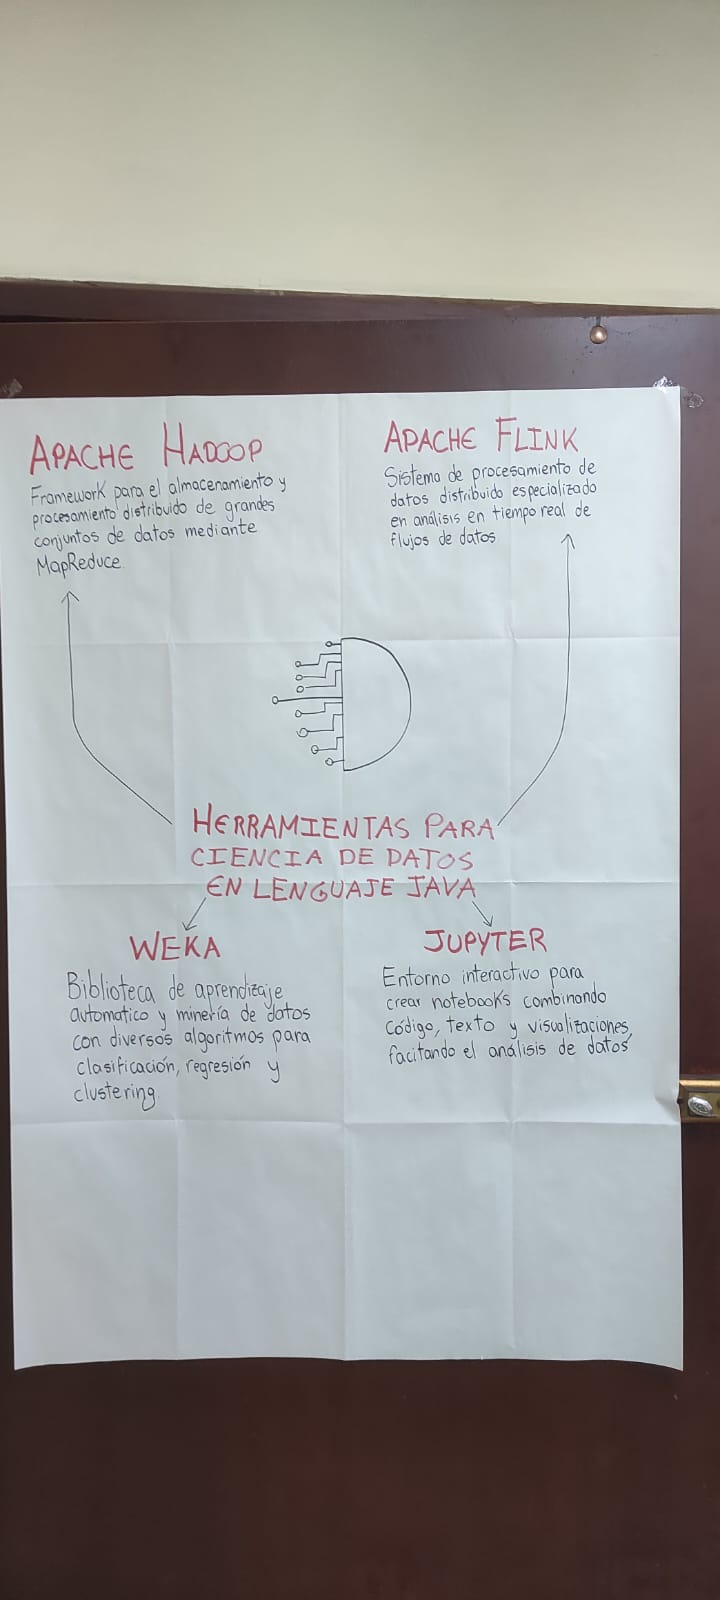 APACHE HADOOP
Framework para el almacenamiento y
procesamiento distribuido de grandes
conjuntos de datos mediante
MapReduce.
APACHE FLINK
Sistema de procesamiento de
datos distribuido especializado
en análisis en tiempo real de
flujos de datos
HERRAMIENTAS PARA
CIENCIA DE DATOS
EN LENGUAJE JAVA
WEKA
Biblioteca de aprendizaje
automatico y minería de datos
con diversos algoritmos para
clasificación, regresión y
clustering.
JUPYTER
Entorno interactivo para
crear notebooks combinando
código, texto y visualizaciones,
facitando el análisis de datos